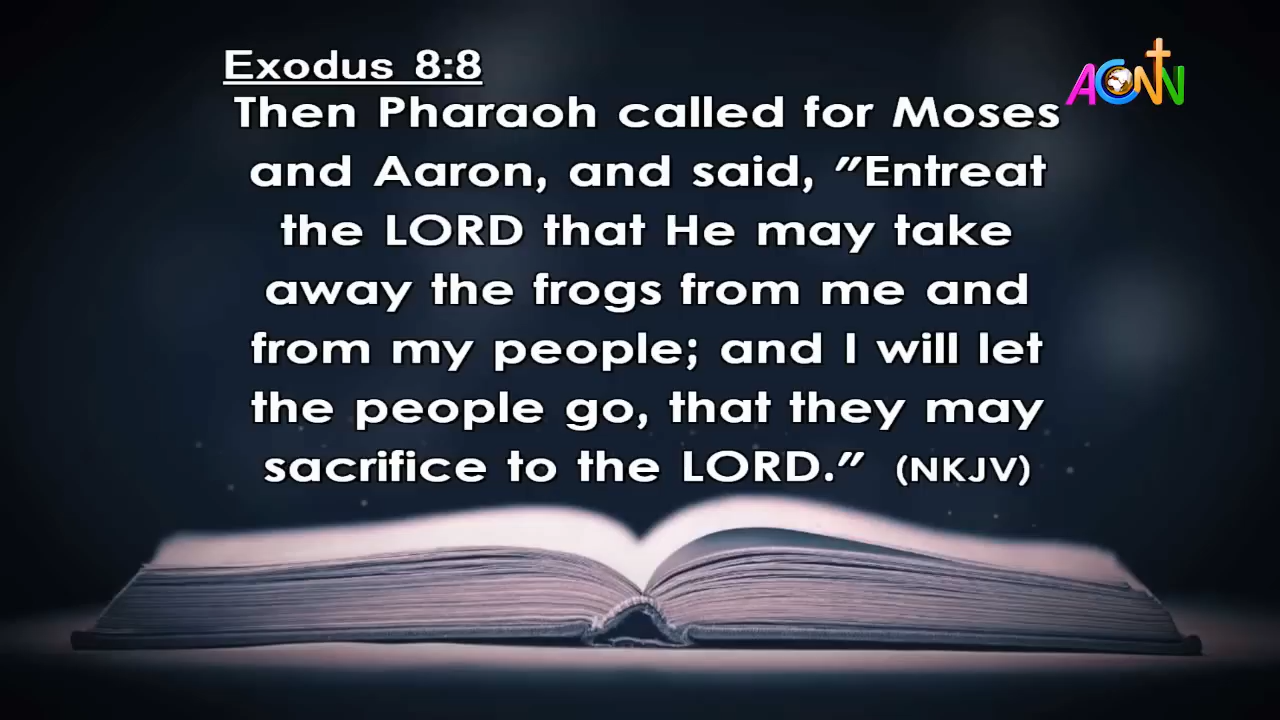 Exodus 8:8
ACNN
Then Pharaoh called for Moses
and Aaron, and said, "Entreat
the LORD that He may take
away the frogs from me and
from my people; and I will let
the people go, that they may
sacrifice to the LORD." (NKJV)